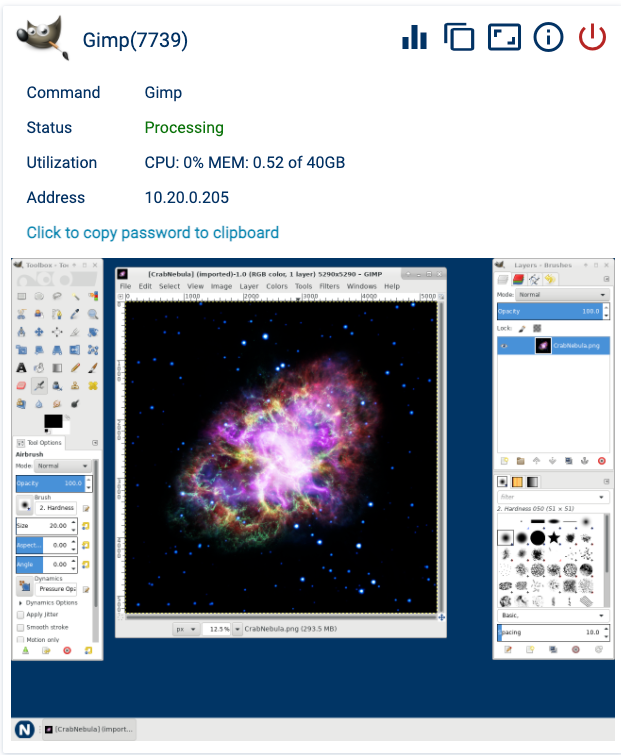 Gimp(7739)
Command Gimp
Status Processing
Utilization CPU: 0% MEM: 0.52 of 40GB
Address 10.20.0.205
Click to copy password to clipboard
Toolbox - Too
[CrabNebula] (imported)-1.0 (RGB color, 1 layer) 5290x5290 – GIMP
File Edit Select View Image Layer Colors Tools Filters Windows Help
0 1000 2000 3000 4000 5000
Layers - Brushes
Mode: Normal
Opacity 100.0
Lock:
CrabNebula.png
Tool Options
Airbrush
Mode: Normal
Opacity 100.0
Brush
2. Hardness
Size 20.00
Aspect... 0.00
Angle 0.00
Dynamics
Pressure Opa
Dynamics Options
Apply Jitter
Smooth stroke
Motion only
filter
2. Hardness 050 (51 × 51)
Basic,
pacing 10.0
px 12.5% CrabNebula.png (293.5 MB)
N [CrabNebula] (import...